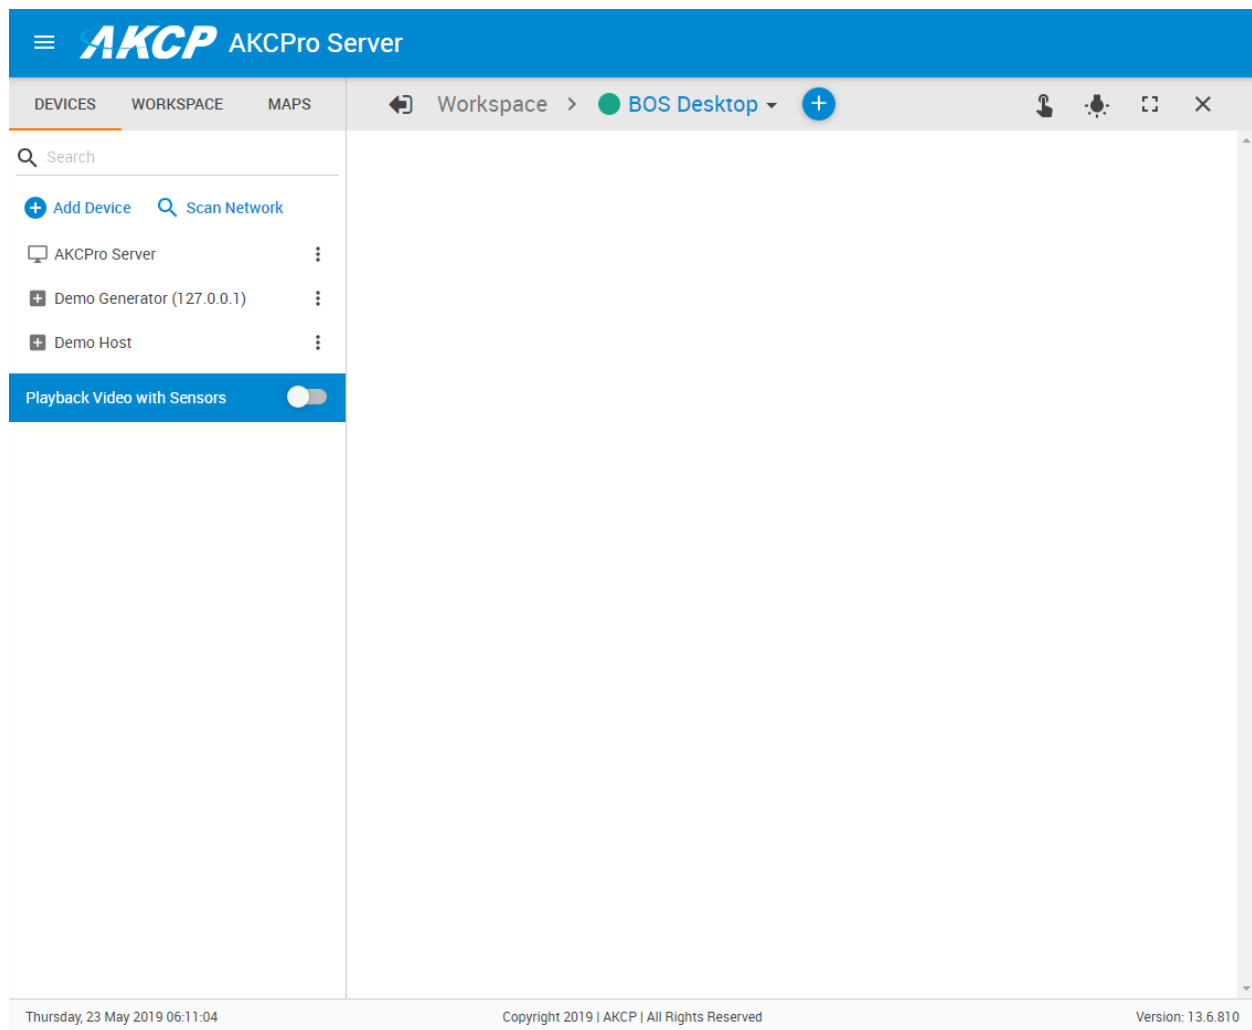 AKCP AKCPro Server
DEVICES WORKSPACE MAPS
Workspace > BOS Desktop
Search
Add Device Scan Network
AKCPro Server
Demo Generator (127.0.0.1)
Demo Host
Playback Video with Sensors
Thursday, 23 May 2019 06:11:04 Copyright 2019 | AKCP | All Rights Reserved Version: 13.6.810